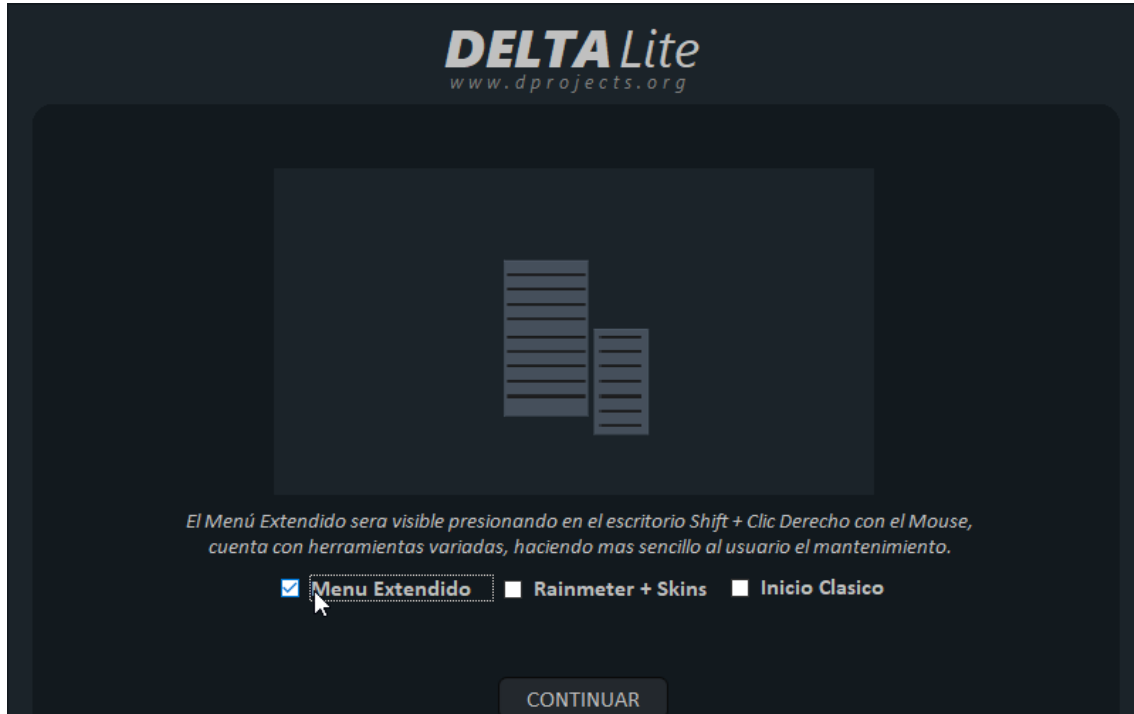 DELTA Lite
www.dprojects.org
El Menú Extendido sera visible presionando en el escritorio Shift + Clic Derecho con el Mouse,
cuenta con herramientas variadas, haciendo mas sencillo al usuario el mantenimiento.
Menu Extendido Rainmeter + Skins Inicio Clasico
CONTINUAR